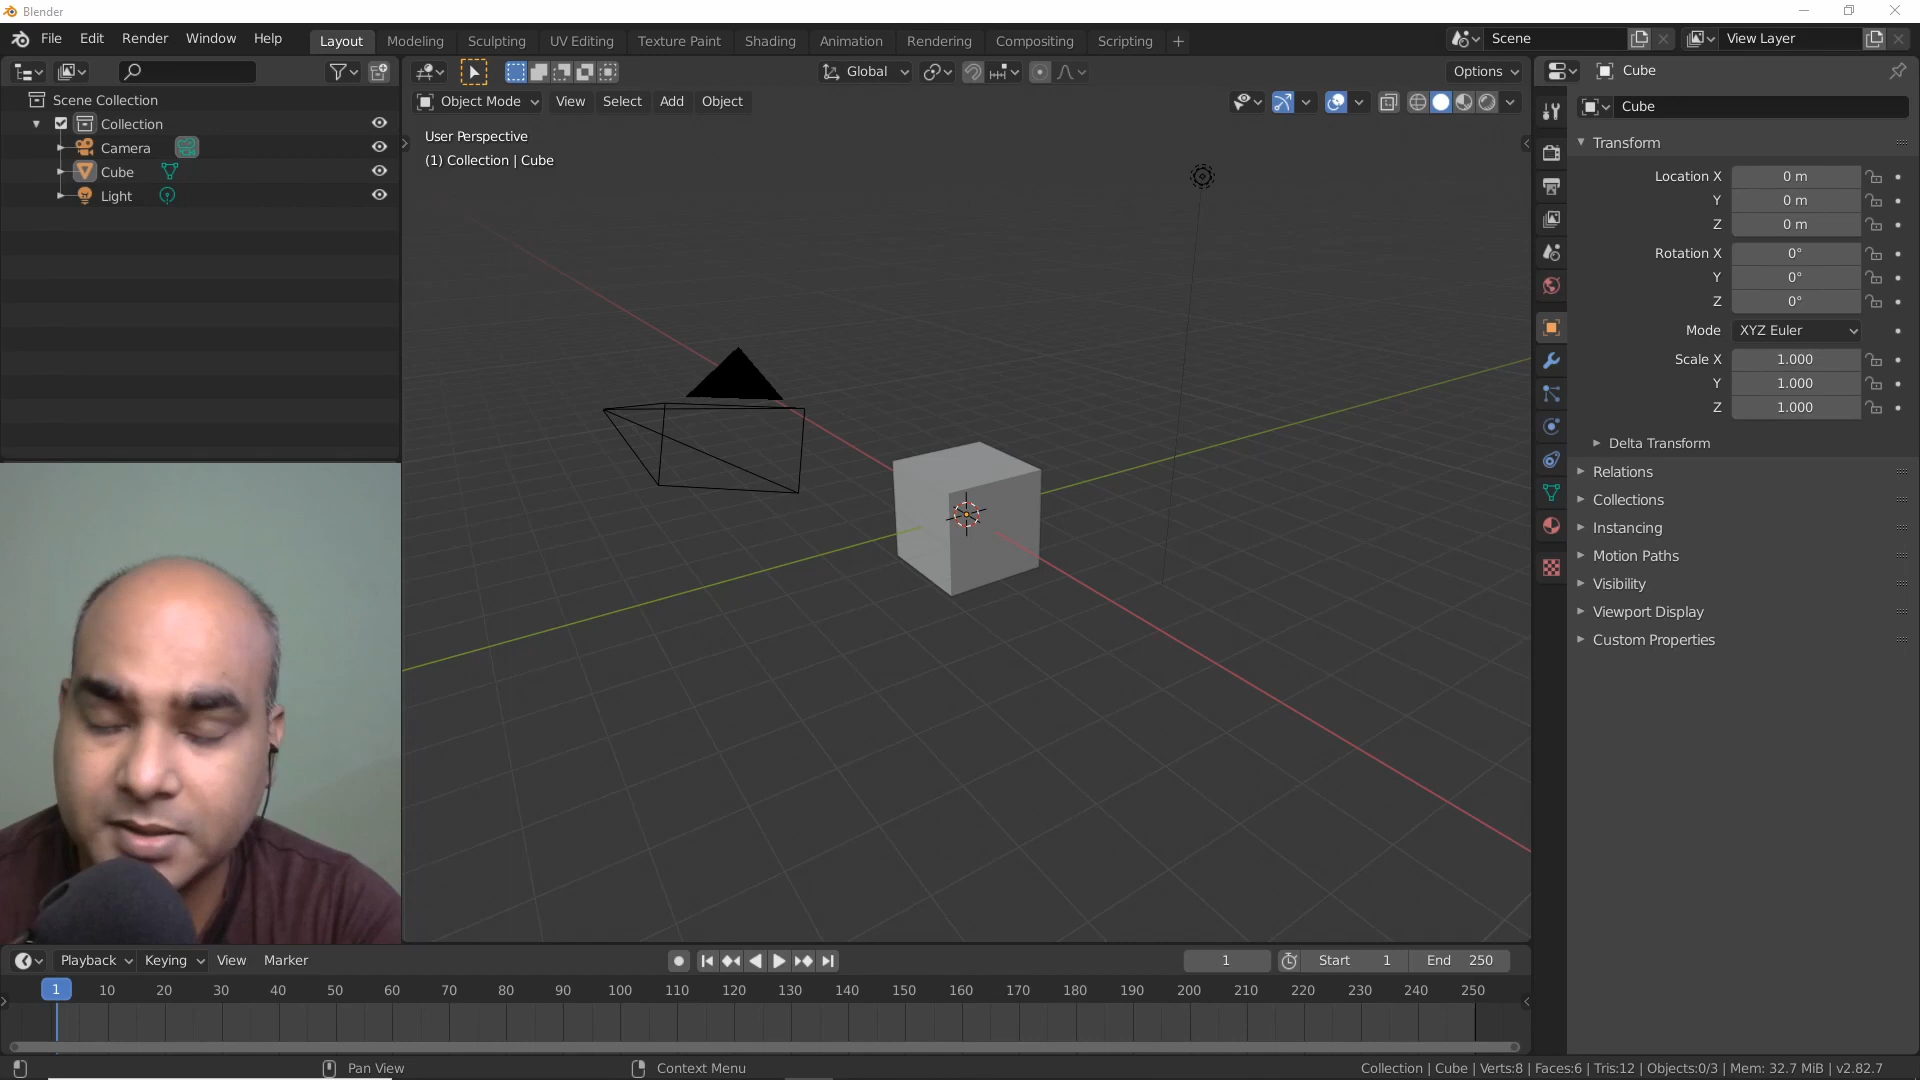 Blender
File Edit Render Window Help
Layout Modeling Sculpting UV Editing Texture Paint Shading Animation Rendering Compositing Scripting +
Scene
View Layer
Global
Options
Cube
Object Mode View Select Add Object
Cube
Scene Collection
Collection
Camera
Cube
Light
User Perspective
(1) Collection | Cube
Transform
Location X 0 m
Y 0 m
Z 0 m
Rotation X 0°
Y 0°
Z 0°
Mode XYZ Euler
Scale X 1.000
Y 1.000
Z 1.000
Delta Transform
Relations
Collections
Instancing
Motion Paths
Visibility
Viewport Display
Custom Properties
Playback Keying View Marker
1
Start 1
End 250
1 10 20 30 40 50 60 70 80 90 100 110 120 130 140 150 160 170 180 190 200 210 220 230 240 250
Pan View
Context Menu
Collection | Cube | Verts:8 | Faces:6 | Tris:12 | Objects:0/3 | Mem: 32.7 MiB | v2.82.7